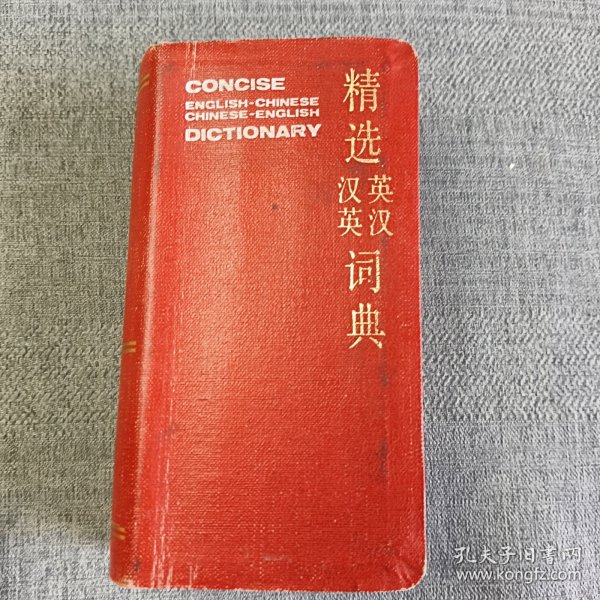 CONCISE
ENGLISH-CHINESE
CHINESE-ENGLISH
DICTIONARY
精选
英汉
汉英
词典
孔夫子旧书网
www.kongfz.com